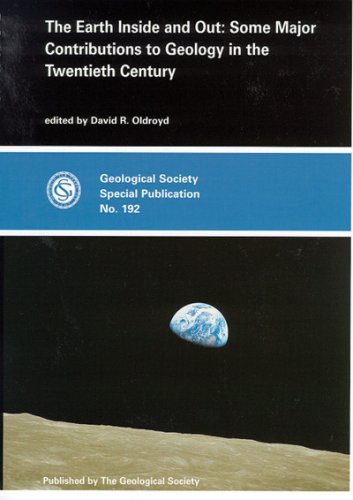 The Earth Inside and Out: Some Major
Contributions to Geology in the
Twentieth Century
edited by David R. Oldroyd
Geological Society
Special Publication
No. 192
Published by The Geological Society